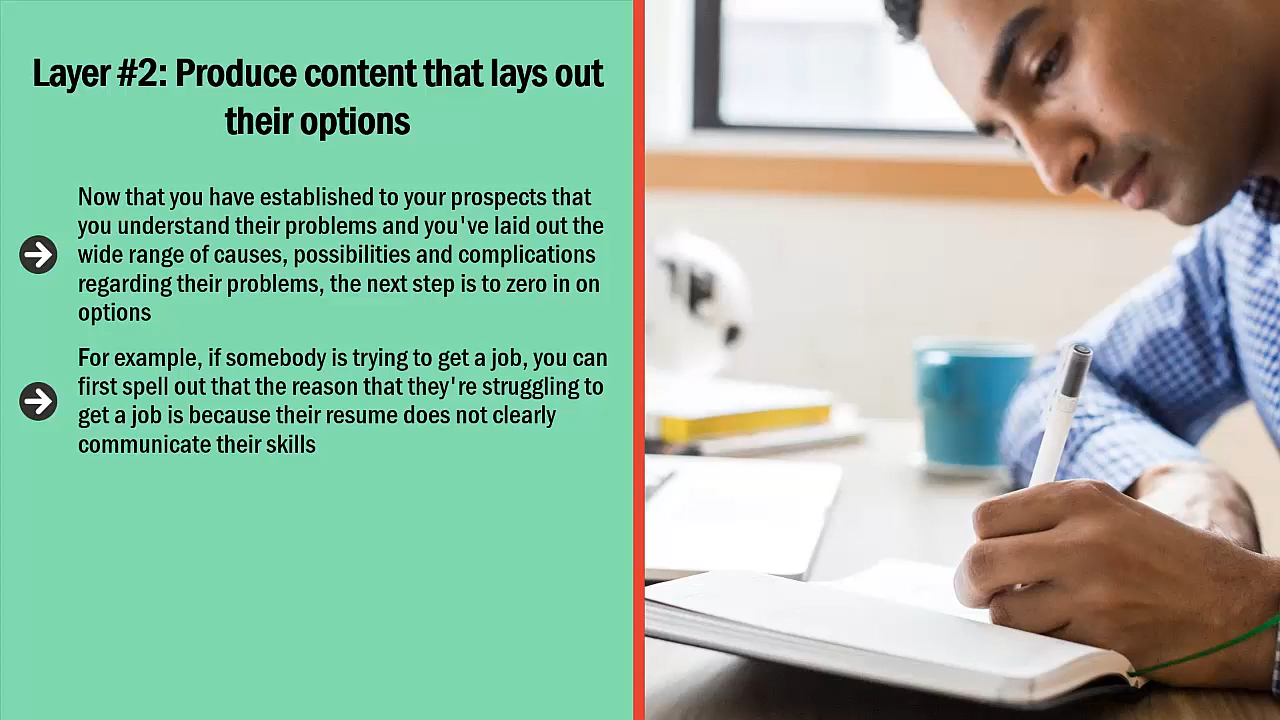 Layer #2: Produce content that lays out
their options
Now that you have established to your prospects that
you understand their problems and you've laid out the
wide range of causes, possibilities and complications
regarding their problems, the next step is to zero in on
options
For example, if somebody is trying to get a job, you can
first spell out that the reason that they're struggling to
get a job is because their resume does not clearly
communicate their skills